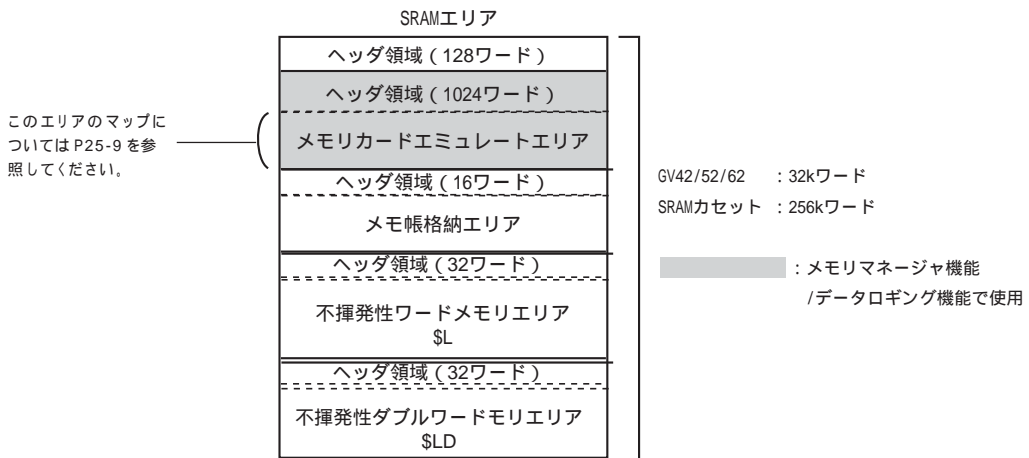 SRAMエリア
ヘッダ領域(128ワード)
ヘッダ領域(1024ワード)
メモリカードエミュレートエリア
このエリアのマップに
ついては P25-9 を参
照してください。
ヘッダ領域(16ワード)
メモ帳格納エリア
ヘッダ領域(32ワード)
不揮発性ワードメモリエリア
$L
ヘッダ領域(32ワード)
不揮発性ダブルワードモリエリア
$LD
GV42/52/62 :32kワード
SRAMカセット :256kワード
:メモリマネージャ機能
/データロギング機能で使用